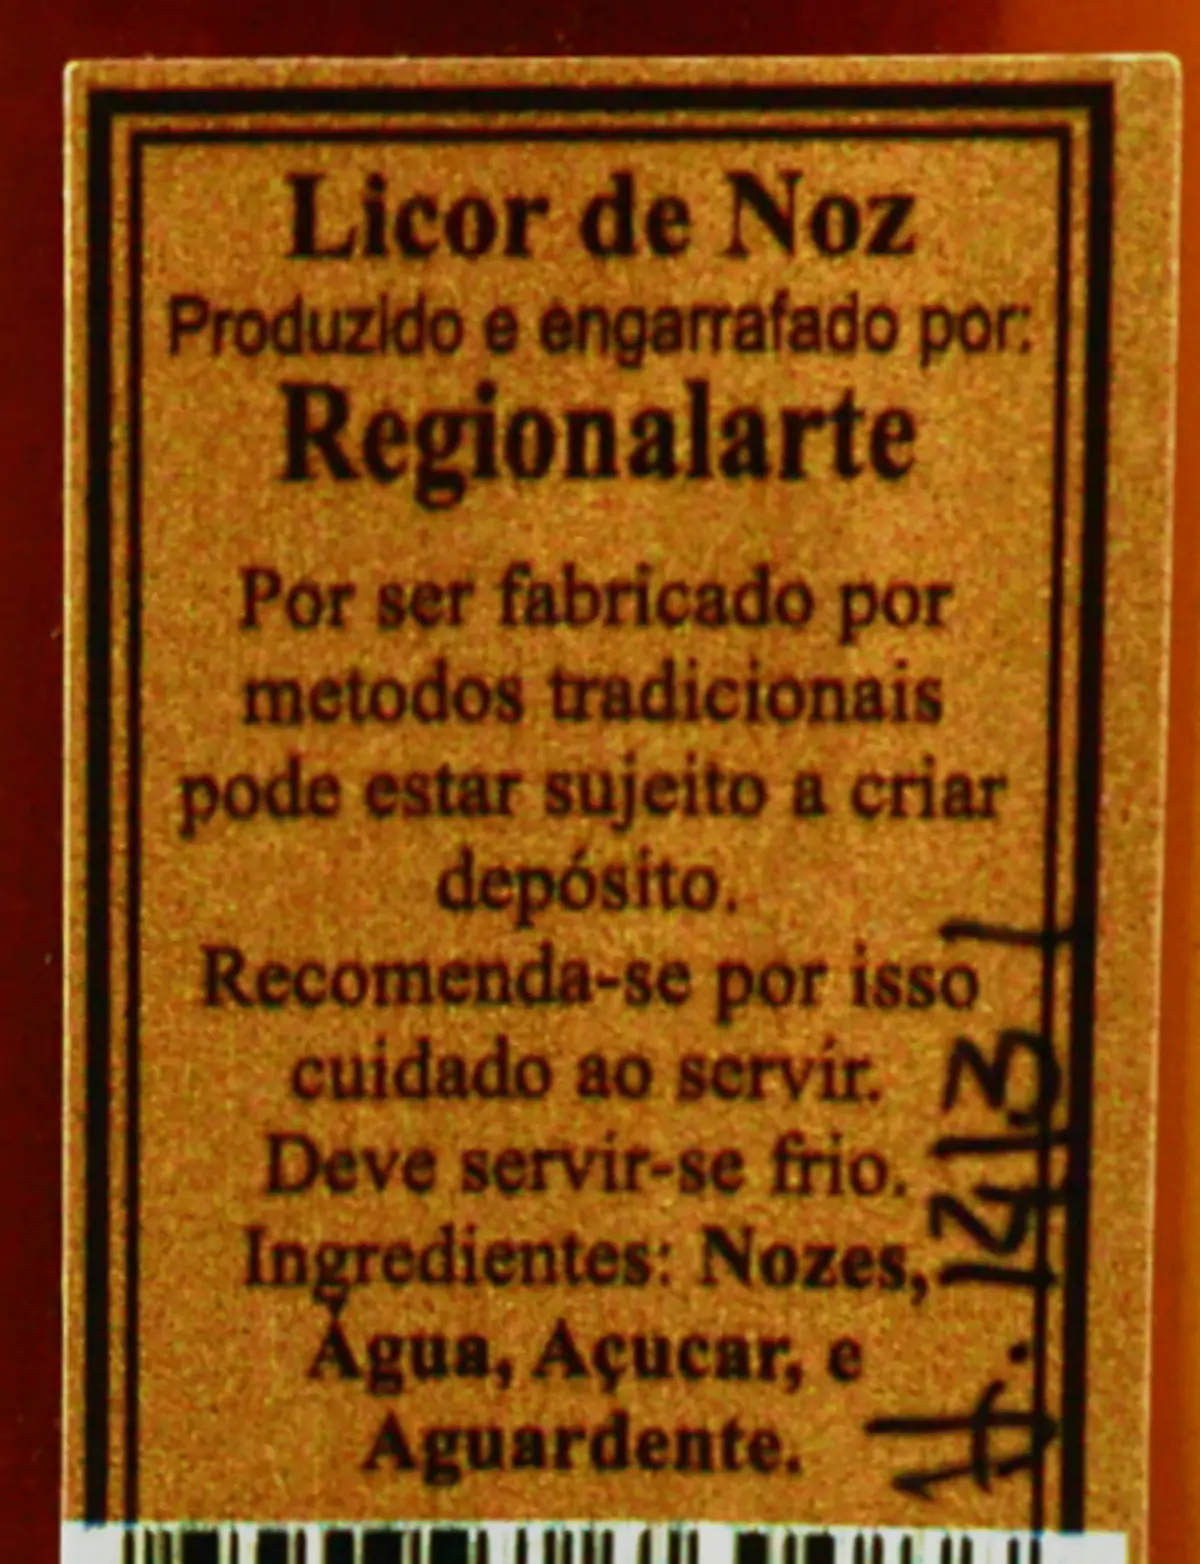 Licor de Noz
Produzido e engarrafado por:
Regionalarte
Por ser fabricado por
metodos tradicionais
pode estar sujeito a criar
depósito.
Recomenda-se por isso
cuidado ao servir.
Deve servir-se frio.
Ingredientes: Nozes,
Água, Açucar, e
Aguardente.